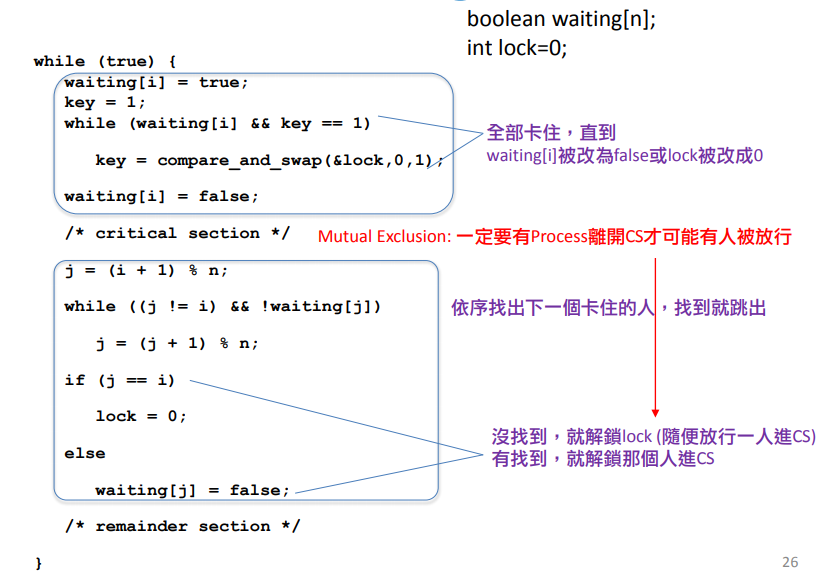 boolean waiting[n];
int lock=0;
while (true) {
waiting[i] = true;
key = 1;
while (waiting[i] && key == 1)
全部卡住，直到
waiting[i]被改為false或lock被改成0
key = compare_and_swap(&lock,0,1);
waiting[i] = false;
/* critical section */ Mutual Exclusion: 一定要有Process離開CS才可能有人被放行
j = (i + 1) % n;
while ((j != i) && !waiting[j])
依序找出下一個卡住的人，找到就跳出
j = (j + 1) % n;
if (j == i)
lock = 0;
沒找到，就解鎖lock (隨便放行一人進CS)
有找到，就解鎖那個人進CS
else
waiting[j] = false;
/* remainder section */
}
26